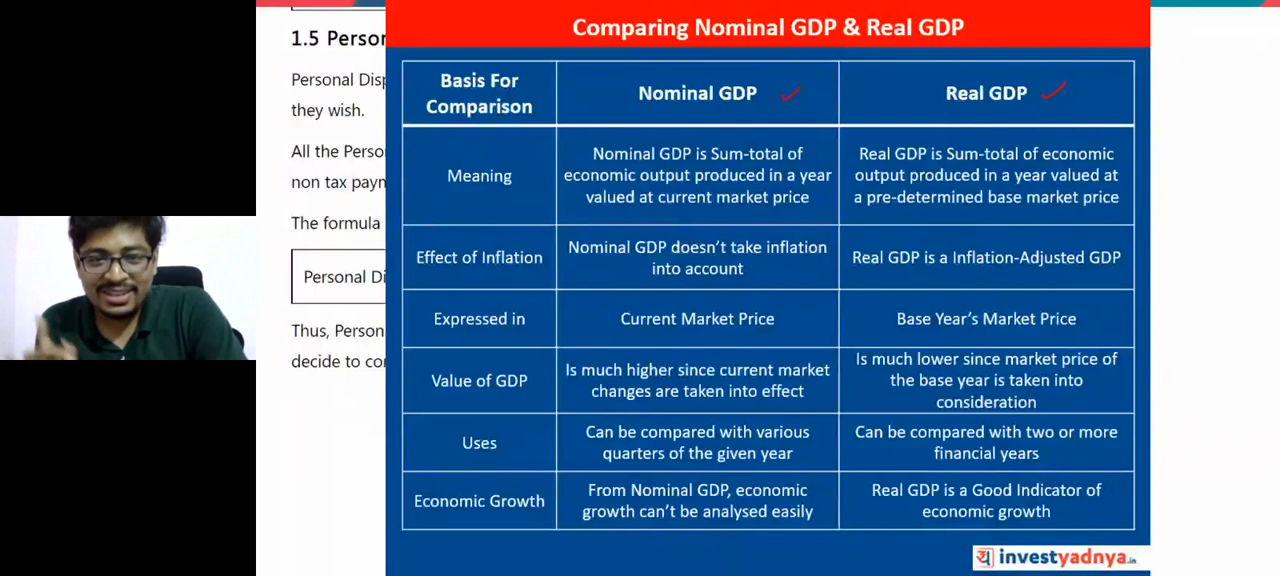 1.5 Person
Personal Disp
they wish.
All the Perso
non tax paym
The formula
Personal Di
Thus, Person
decide to co
Comparing Nominal GDP & Real GDP
Basis For
Comparison
Nominal GDP
Real GDP
Meaning
Nominal GDP is Sum-total of
economic output produced in a year
valued at current market price
Real GDP is Sum-total of economic
output produced in a year valued at
a pre-determined base market price
Effect of Inflation
Nominal GDP doesn't take inflation
into account
Real GDP is a Inflation-Adjusted GDP
Expressed in
Current Market Price
Base Year's Market Price
Value of GDP
Is much higher since current market
changes are taken into effect
Is much lower since market price of
the base year is taken into
consideration
Uses
Can be compared with various
quarters of the given year
Can be compared with two or more
financial years
Economic Growth
From Nominal GDP, economic
growth can't be analysed easily
Real GDP is a Good Indicator of
economic growth
investyadnya.in